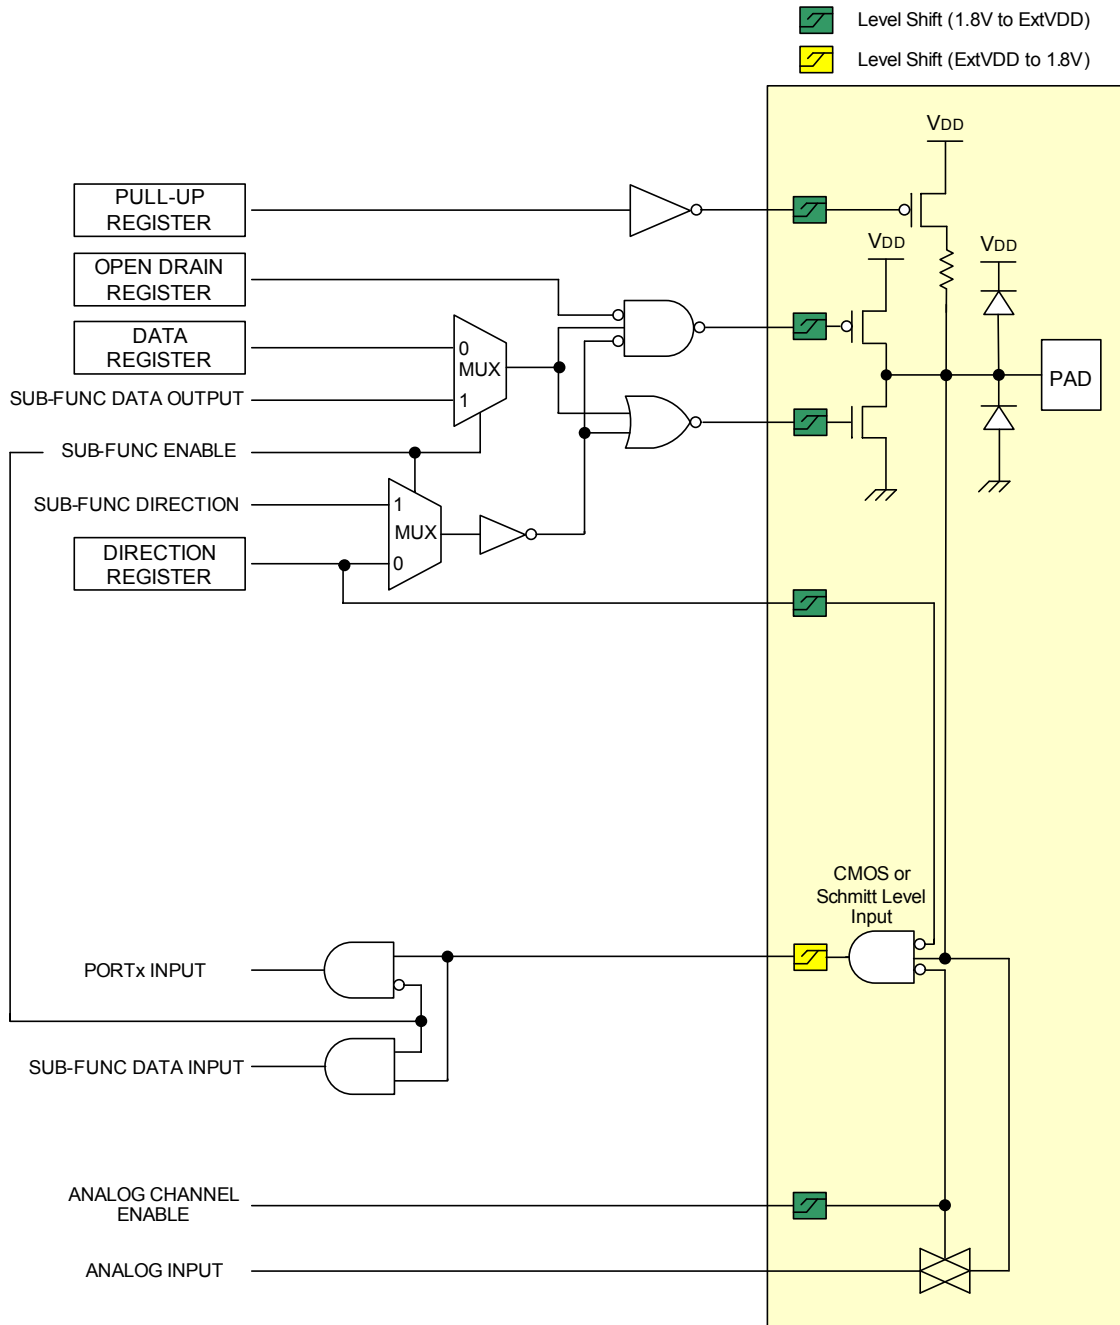 Level Shift (1.8V to ExtVDD)
Level Shift (ExtVDD to 1.8V)
VDD
PULL-UP
REGISTER
VDD
VDD
OPEN DRAIN
REGISTER
DATA
REGISTER
0
MUX
1
PAD
SUB-FUNC DATA OUTPUT
SUB-FUNC ENABLE
SUB-FUNC DIRECTION
1
MUX
0
DIRECTION
REGISTER
CMOS or
Schmitt Level
Input
PORTx INPUT
SUB-FUNC DATA INPUT
ANALOG CHANNEL
ENABLE
ANALOG INPUT